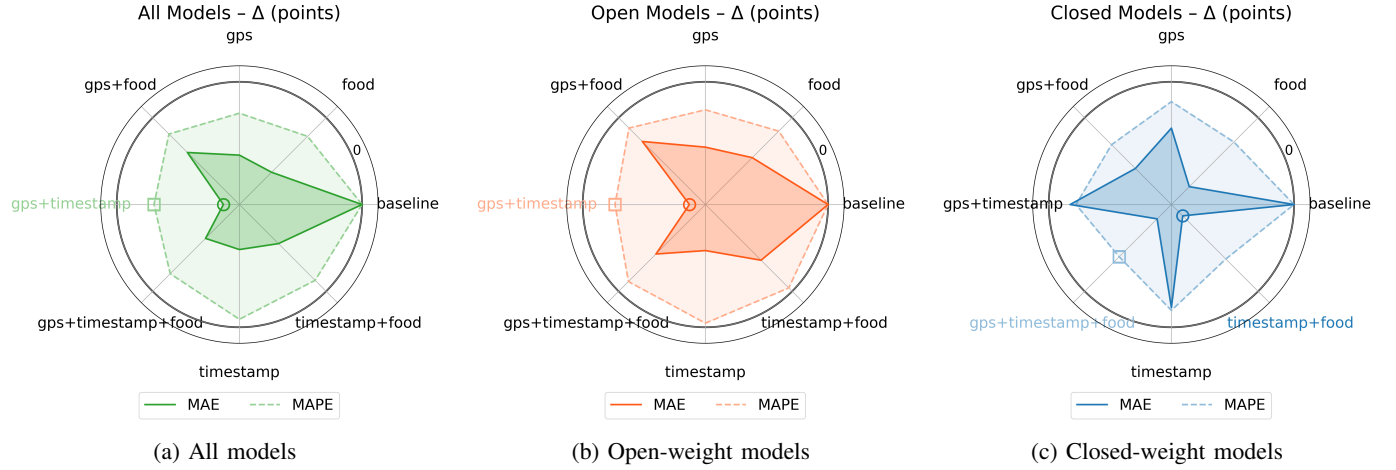 All Models – Δ (points)
gps
gps+food
food
0
gps+timestamp
baseline
gps+timestamp+food
timestamp+food
timestamp
MAE
MAPE
(a) All models
Open Models – Δ (points)
gps
gps+food
food
0
gps+timestamp
baseline
gps+timestamp+food
timestamp+food
timestamp
MAE
MAPE
(b) Open-weight models
Closed Models – Δ (points)
gps
gps+food
food
0
gps+timestamp
baseline
gps+timestamp+food
timestamp+food
timestamp
MAE
MAPE
(c) Closed-weight models